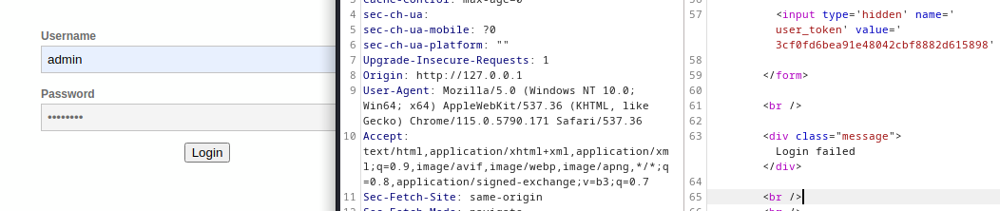 Username
admin
Password
••••••••
Login
3
4 sec-ch-ua:
5 sec-ch-ua-mobile: ?0
6 sec-ch-ua-platform: ""
7 Upgrade-Insecure-Requests: 1
8 Origin: http://127.0.0.1
9 User-Agent: Mozilla/5.0 (Windows NT 10.0;
Win64; x64) AppleWebKit/537.36 (KHTML, like
Gecko) Chrome/115.0.5790.171 Safari/537.36
10 Accept:
text/html,application/xhtml+xml,application/xm
l;q=0.9,image/avif,image/webp,image/apng,*/*;q
=0.8,application/signed-exchange;v=b3;q=0.7
11 Sec-Fetch-Site: same-origin
57 <input type='hidden' name='
user_token' value='
3cf0fd6bea91e48042cbf8882d615898'
58
59 </form>
60
61 <br />
62
63 <div class="message">
Login failed
</div>
64
65 <br />